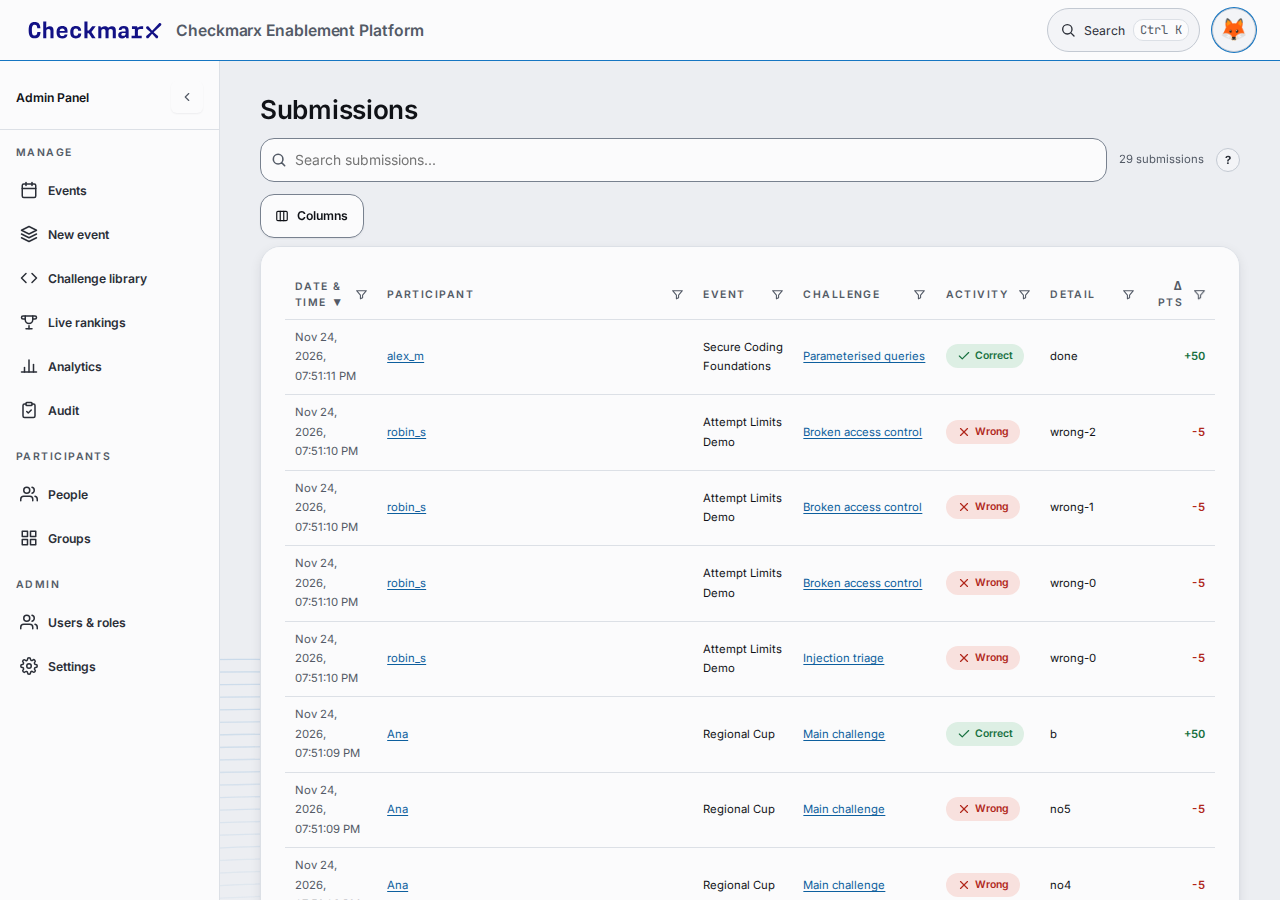 Checkmarx
Checkmarx Enablement Platform
Search Ctrl K
Admin Panel
MANAGE
Events
New event
Challenge library
Live rankings
Analytics
Audit
PARTICIPANTS
People
Groups
ADMIN
Users & roles
Settings
Submissions
Search submissions...
29 submissions
?
Columns
DATE &
TIME ▼
PARTICIPANT
EVENT
CHALLENGE
ACTIVITY
DETAIL
Δ
PTS
Nov 24,
2026,
07:51:11 PM
alex_m
Secure Coding
Foundations
Parameterised queries
Correct
done
+50
Nov 24,
2026,
07:51:10 PM
robin_s
Attempt Limits
Demo
Broken access control
Wrong
wrong-2
-5
Nov 24,
2026,
07:51:10 PM
robin_s
Attempt Limits
Demo
Broken access control
Wrong
wrong-1
-5
Nov 24,
2026,
07:51:10 PM
robin_s
Attempt Limits
Demo
Broken access control
Wrong
wrong-0
-5
Nov 24,
2026,
07:51:10 PM
robin_s
Attempt Limits
Demo
Injection triage
Wrong
wrong-0
-5
Nov 24,
2026,
07:51:09 PM
Ana
Regional Cup
Main challenge
Correct
b
+50
Nov 24,
2026,
07:51:09 PM
Ana
Regional Cup
Main challenge
Wrong
no5
-5
Nov 24,
2026,
Ana
Regional Cup
Main challenge
Wrong
no4
-5